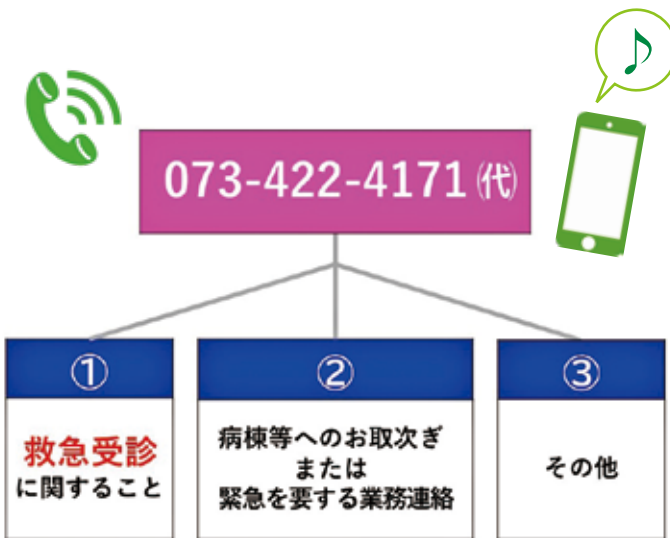 073-422-4171㈹
①
救急受診
に関すること
②
病棟等へのお取次ぎ
または
緊急を要する業務連絡
③
その他